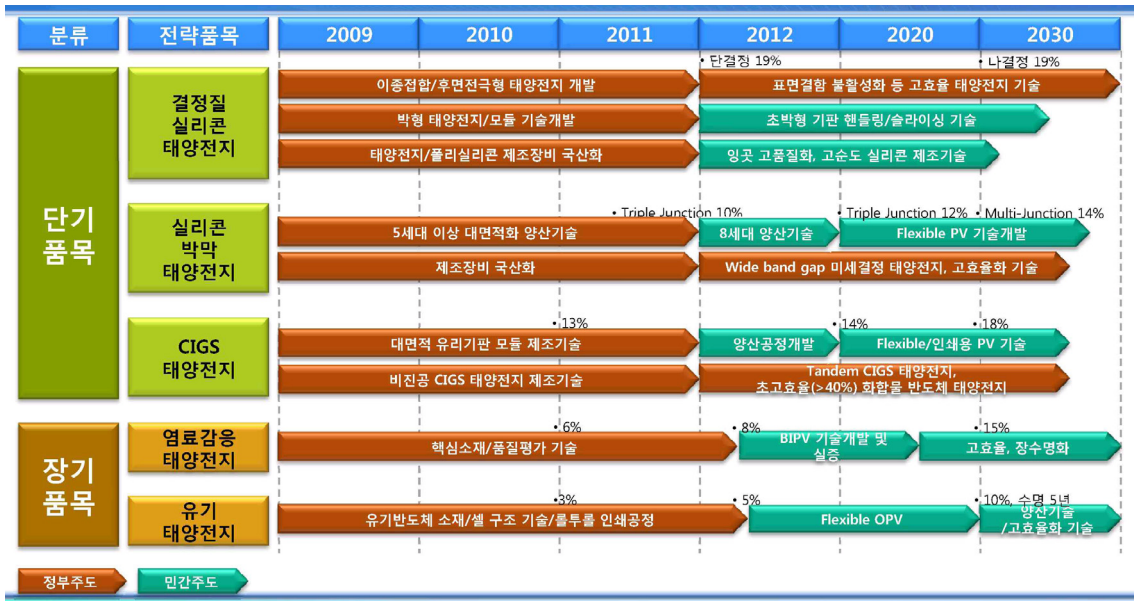 분류
전략품목
2009
2010
2011
2012
2020
2030
단기
품목
결정질
실리콘
태양전지
• 단결정 19%
• 나결정 19%
이종접합/후면전극형 태양전지 개발
표면결함 불활성화 등 고효율 태양전지 기술
박형 태양전지/모듈 기술개발
초박형 기판 핸들링/슬라이싱 기술
태양전지/폴리실리콘 제조장비 국산화
잉곳 고품질화, 고순도 실리콘 제조기술
실리콘
박막
태양전지
• Triple Junction 10%
• Triple Junction 12%
• Multi-Junction 14%
5세대 이상 대면적화 양산기술
8세대 양산기술
Flexible PV 기술개발
제조장비 국산화
Wide band gap 미세결정 태양전지, 고효율화 기술
CIGS
태양전지
• 13%
• 14%
• 18%
대면적 유리기판 모듈 제조기술
양산공정개발
Flexible/인쇄용 PV 기술
비진공 CIGS 태양전지 제조기술
Tandem CIGS 태양전지,
초고효율(>40%) 화합물 반도체 태양전지
장기
품목
염료감응
태양전지
• 6%
• 8%
• 15%
핵심소재/품질평가 기술
BIPV 기술개발 및
실증
고효율, 장수명화
유기
태양전지
•3%
• 5%
• 10%, 수명 5년
유기반도체 소재/셀 구조 기술/롤투롤 인쇄공정
Flexible OPV
양산기술
/고효율화 기술
정부주도
민간주도